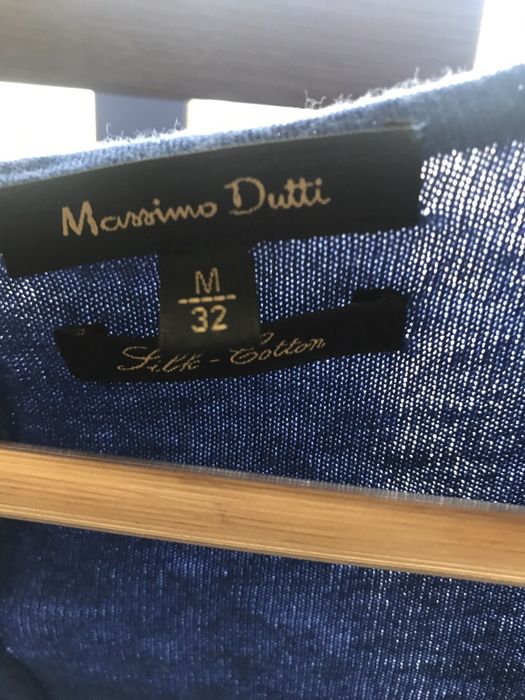 Massimo Dutti
M
32
Silk - Cotton